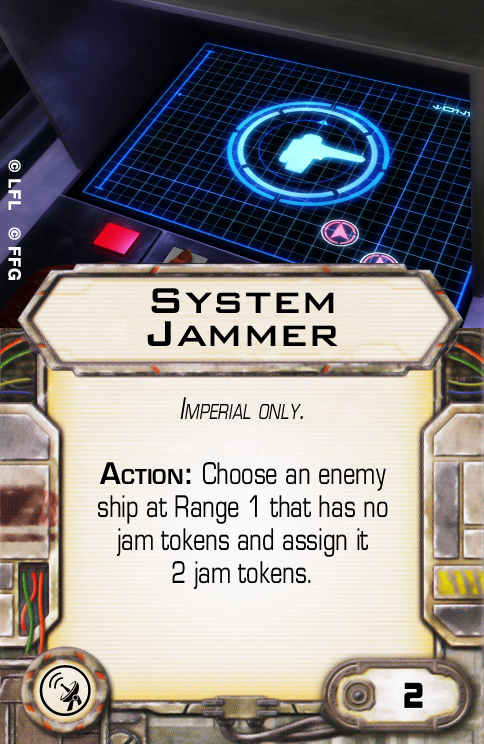 © LFL © FFG
SYSTEM
JAMMER
IMPERIAL ONLY.
ACTION: Choose an enemy
ship at Range 1 that has no
jam tokens and assign it
2 jam tokens.
2